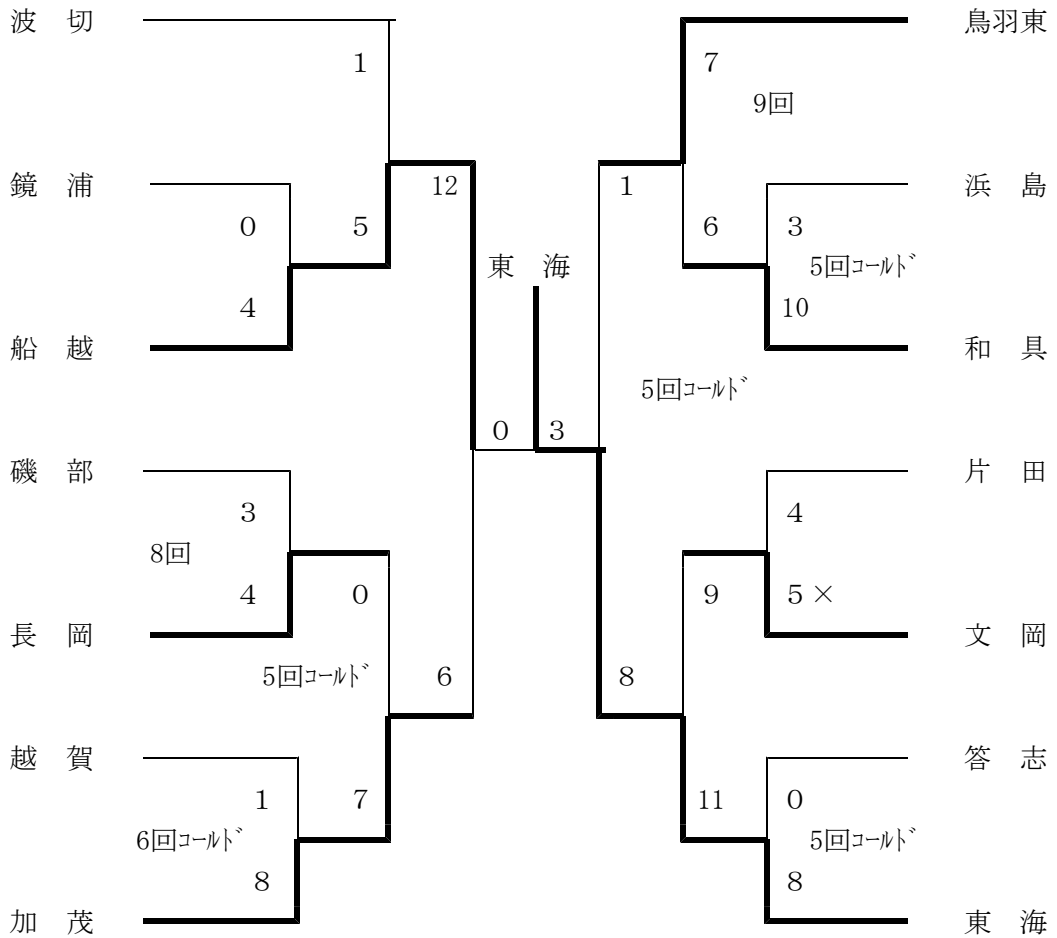 波 切
鳥羽東
1
7
9回
鏡 浦
12
1
浜 島
0
5
6
3
東 海
5回コールド
4
10
船 越
和 具
5回コールド
0
3
磯 部
片 田
3
4
8回
4
0
9
5×
長 岡
文 岡
5回コールド
6
8
越 賀
答 志
1
7
11
0
6回コールド
5回コールド
8
8
加 茂
東 海